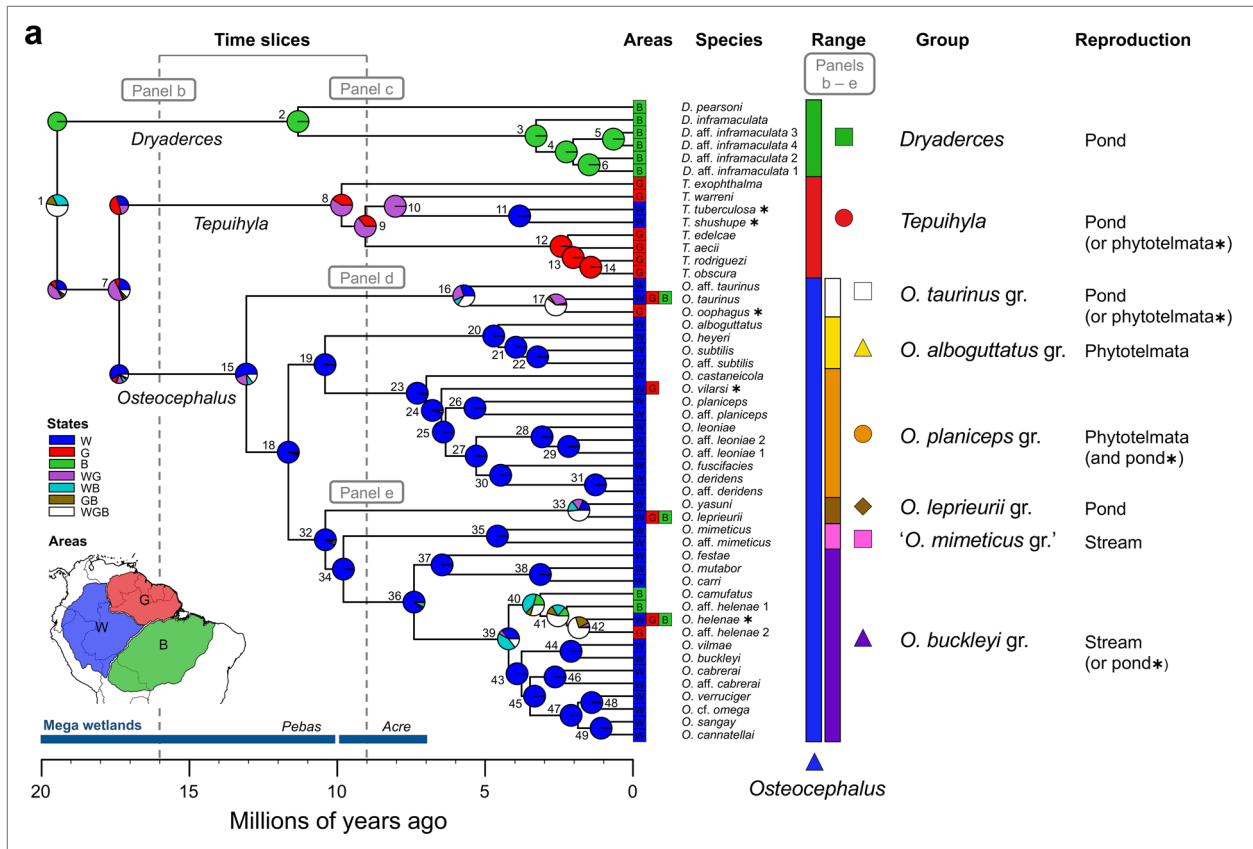 a
Time slices
Areas
Species
Range
Group
Reproduction
Panel b
Panel c
Panels
b – e
Dryaderces
Tepuihyla
Osteocephalus
Panel d
Panel e
1
2
3
4
5
6
7
8
9
10
11
12
13
14
15
16
17
18
19
20
21
22
23
24
25
26
27
28
29
30
31
32
33
34
35
36
37
38
39
40
41
42
43
44
45
46
47
48
49
B D. pearsoni
B D. inframaculata
B D. aff. inframaculata 3
B D. aff. inframaculata 4
B D. aff. inframaculata 2
B D. aff. inframaculata 1
G T. exophthalma
G T. warreni
W T. tuberculosa ∗
W T. shushupe ∗
G T. edelcae
G T. aecii
G T. rodriguezi
G T. obscura
W O. aff. taurinus
W G B O. taurinus
G O. oophagus ∗
W O. alboguttatus
W O. heyeri
W O. subtilis
W O. aff. subtilis
W O. castaneicola
W G O. vilarsi ∗
W O. planiceps
W O. aff. planiceps
W O. leoniae
W O. aff. leoniae 2
W O. aff. leoniae 1
W O. fuscifacies
W O. deridens
W O. aff. deridens
W O. yasuni
W G B O. leprieurii
W O. mimeticus
W O. aff. mimeticus
W O. festae
W O. mutabor
W O. carri
B O. camufatus
B O. aff. helenae 1
W G B O. helenae ∗
G O. aff. helenae 2
W O. vilmae
W O. buckleyi
W O. cabrerai
W O. aff. cabrerai
W O. verruciger
W O. cf. omega
W O. sangay
W O. cannatellai
Dryaderces
Pond
Tepuihyla
Pond
(or phytotelmata∗)
O. taurinus gr.
Pond
(or phytotelmata∗)
O. alboguttatus gr.
Phytotelmata
O. planiceps gr.
Phytotelmata
(and pond∗)
O. leprieurii gr.
Pond
‘O. mimeticus gr.’
Stream
O. buckleyi gr.
Stream
(or pond∗)
Osteocephalus
States
W
G
B
WG
WB
GB
WGB
Areas
G
W
B
Mega wetlands
Pebas
Acre
20 15 10 5 0
Millions of years ago